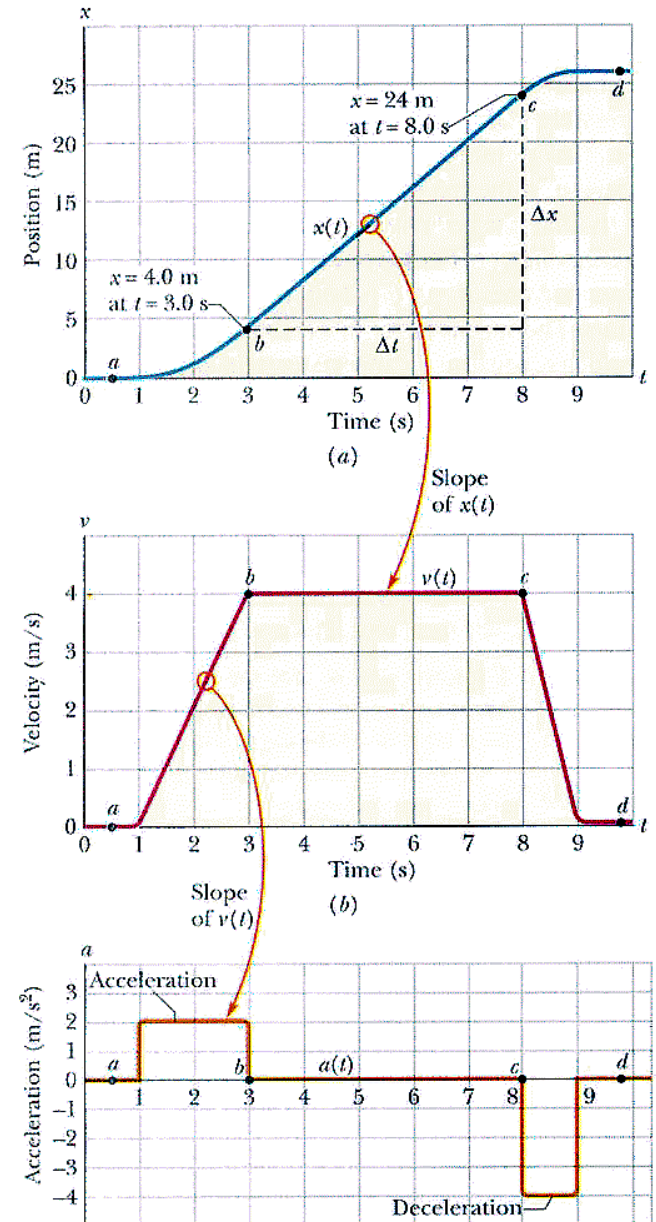 x
25
x = 24 m
at t = 8.0 s
c
d
20
15
x(t)
Δx
10
x = 4.0 m
at t = 3.0 s
5
b
Δt
a
0
0 1 2 3 4 5 6 7 8 9 t
Position (m)
Time (s)
(a)
Slope
of x(t)
v
b
v(t)
c
4
3
2
1
a
d
0
0 1 2 3 4 5 6 7 8 9 t
Velocity (m/s)
Time (s)
(b)
Slope
of v(t)
a
Acceleration
3
2
1
a
b
a(t)
c
d
0
1 2 3 4 5 6 7 8 9
−1
−2
−3
−4
Acceleration (m/s²)
Deceleration